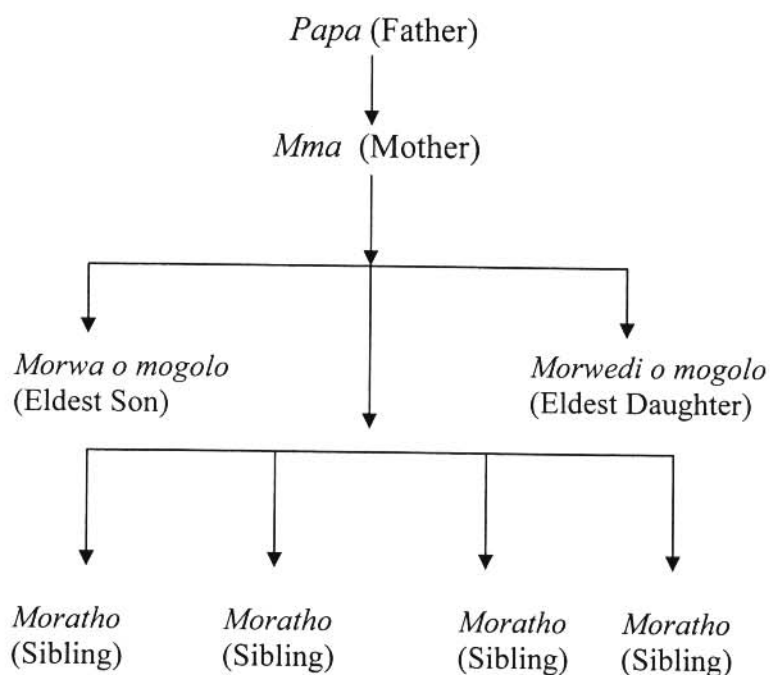 Papa (Father)
Mma (Mother)
Morwa o mogolo
(Eldest Son)
Morwedi o mogolo
(Eldest Daughter)
Moratho
(Sibling)
Moratho
(Sibling)
Moratho
(Sibling)
Moratho
(Sibling)